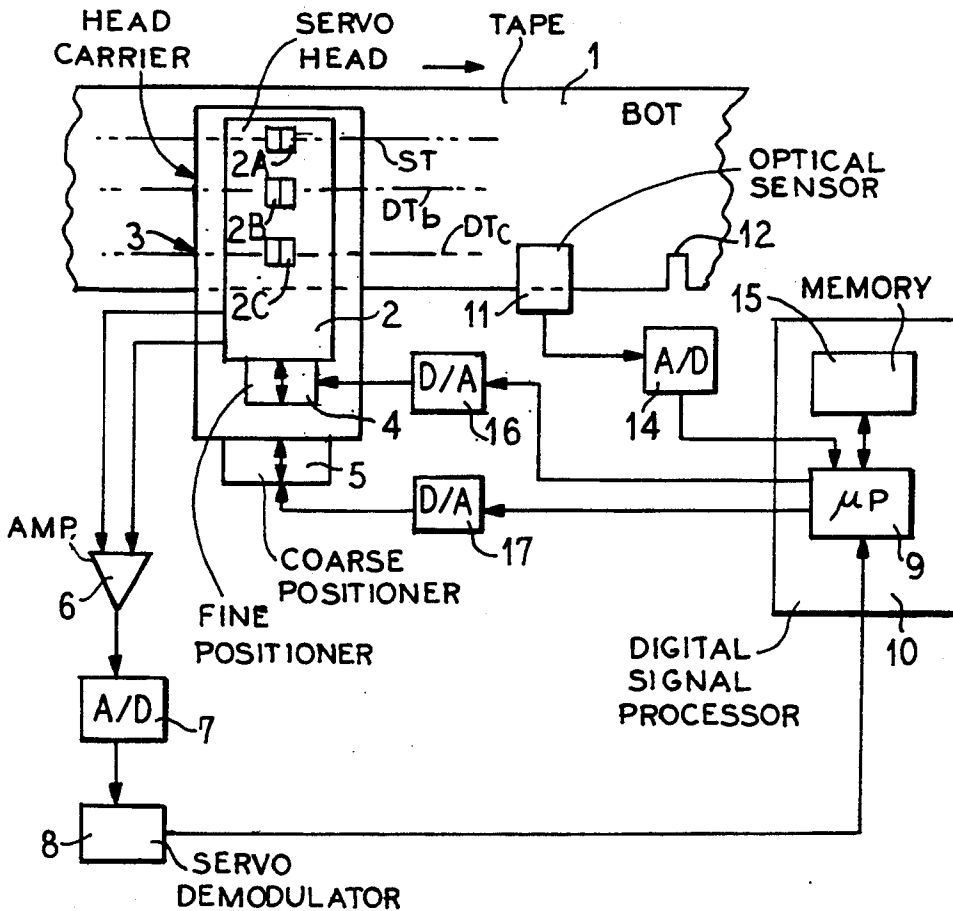 HEAD
CARRIER
SERVO
HEAD
TAPE
1
BOT
2A
ST
OPTICAL
SENSOR
2B
DTb
3
DTc
12
2C
2
11
15
MEMORY
A/D
14
D/A
16
4
5
D/A
17
μP
9
AMP.
6
COARSE
POSITIONER
FINE
POSITIONER
10
DIGITAL
SIGNAL
PROCESSOR
A/D
7
8
SERVO
DEMODULATOR